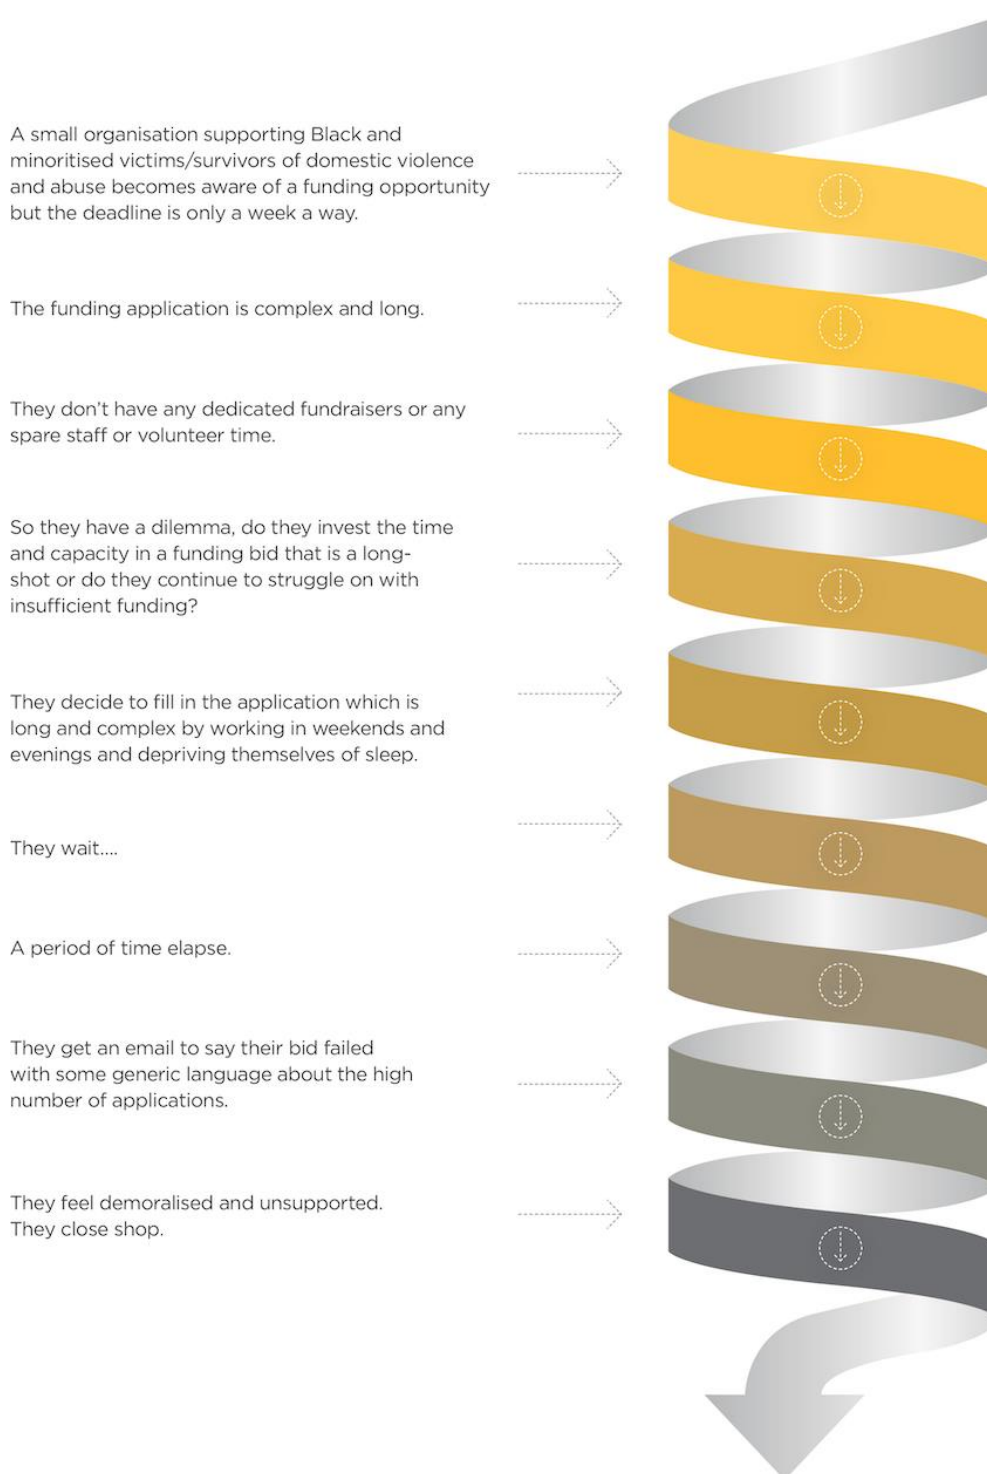 A small organisation supporting Black and
minoritised victims/survivors of domestic violence
and abuse becomes aware of a funding opportunity
but the deadline is only a week a way.
The funding application is complex and long.
They don’t have any dedicated fundraisers or any
spare staff or volunteer time.
So they have a dilemma, do they invest the time
and capacity in a funding bid that is a long-
shot or do they continue to struggle on with
insufficient funding?
They decide to fill in the application which is
long and complex by working in weekends and
evenings and depriving themselves of sleep.
They wait....
A period of time elapse.
They get an email to say their bid failed
with some generic language about the high
number of applications.
They feel demoralised and unsupported.
They close shop.